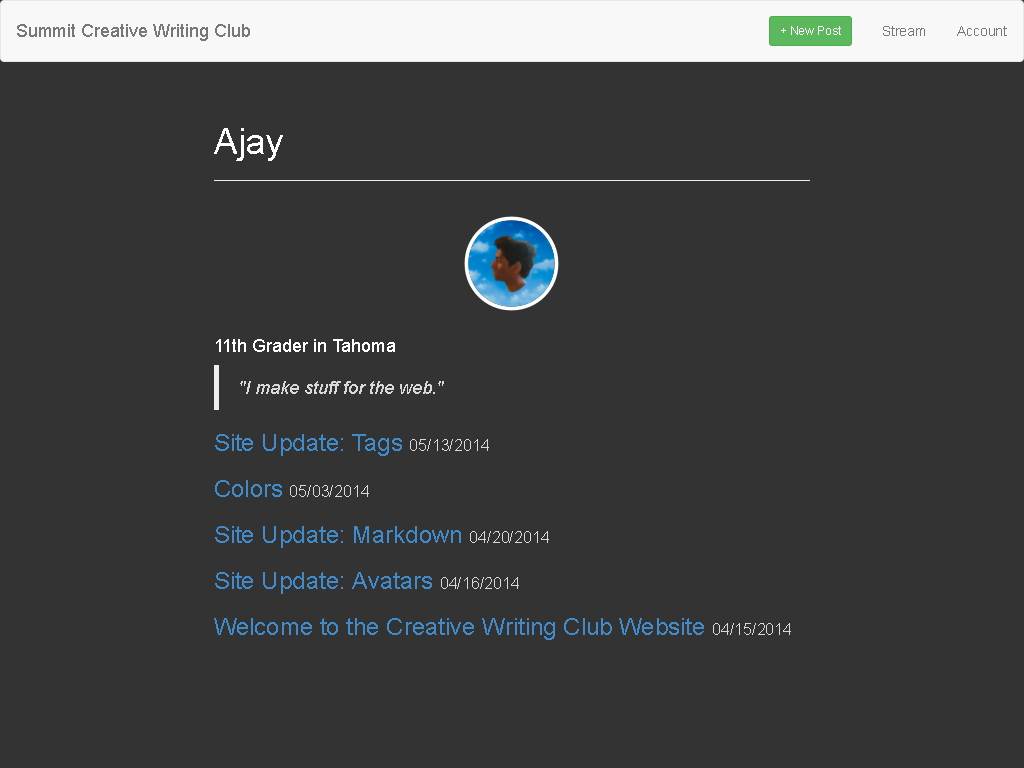 Summit Creative Writing Club
+ New Post
Stream
Account
Ajay
11th Grader in Tahoma
"I make stuff for the web."
Site Update: Tags 05/13/2014
Colors 05/03/2014
Site Update: Markdown 04/20/2014
Site Update: Avatars 04/16/2014
Welcome to the Creative Writing Club Website 04/15/2014